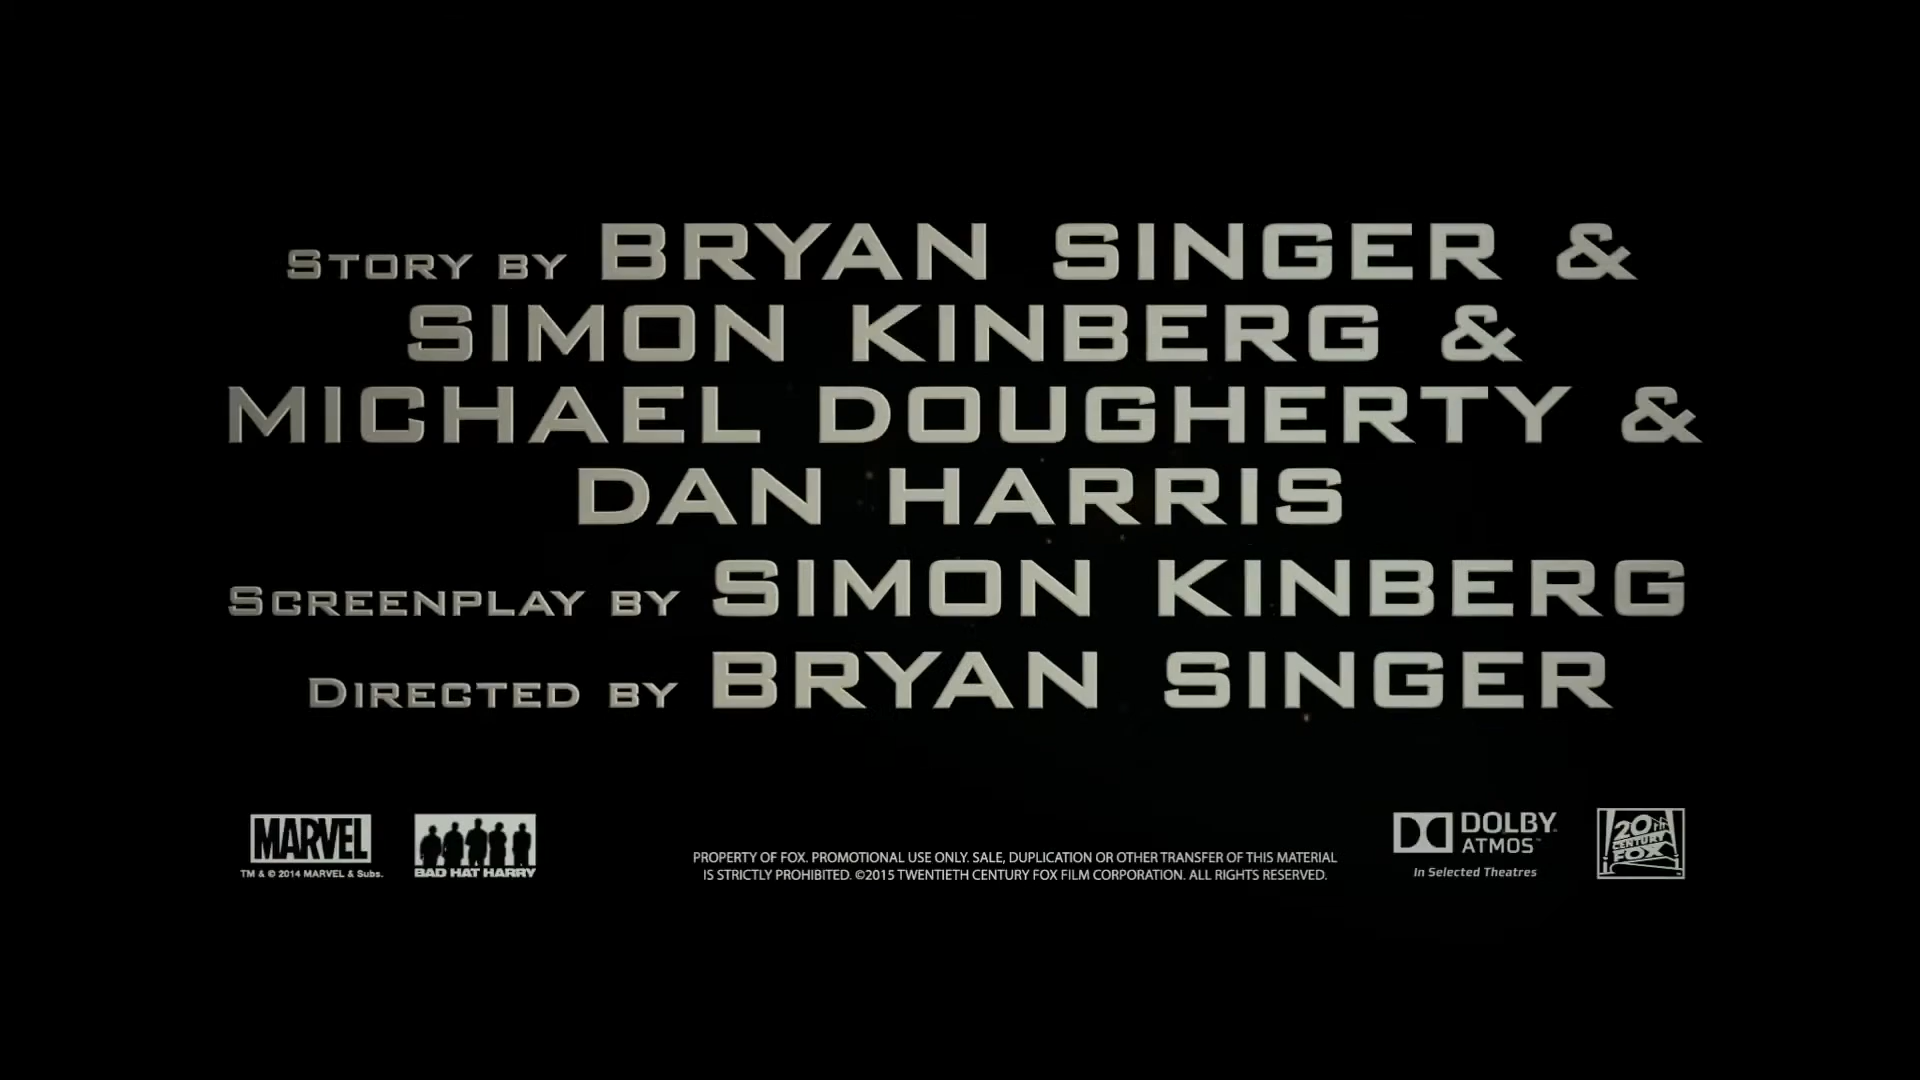 STORY BY BRYAN SINGER &
SIMON KINBERG &
MICHAEL DOUGHERTY &
DAN HARRIS
SCREENPLAY BY SIMON KINBERG
DIRECTED BY BRYAN SINGER
MARVEL
TM & © 2014 MARVEL & Subs.
BAD HAT HARRY
PROPERTY OF FOX. PROMOTIONAL USE ONLY. SALE, DUPLICATION OR OTHER TRANSFER OF THIS MATERIAL
IS STRICTLY PROHIBITED. ©2015 TWENTIETH CENTURY FOX FILM CORPORATION. ALL RIGHTS RESERVED.
DOLBY
ATMOS™
In Selected Theatres
20th
CENTURY
FOX